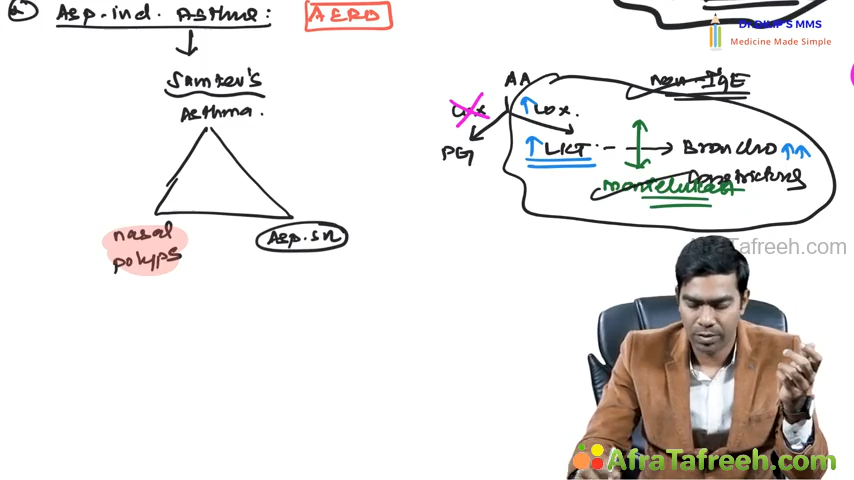 Asp. ind. Asthma: AERD
Samter's
Asthma.
nasal
polyps
Asp. sn
Dr DILIP'S MMS
Medicine Made Simple
AA
non-IgE
Cox
↑ Lox.
PG
↑ LKT
Broncho ↑↑
constrictors
montelukast
AfraTafreeh.com
AfraTafreeh.com